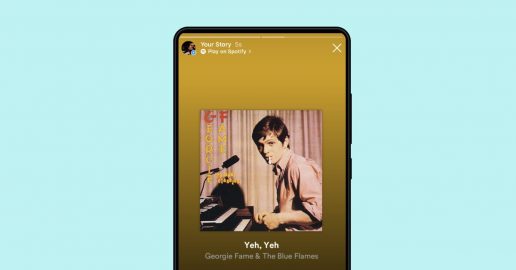 Your Story 5s
Play on Spotify ›
GEORGIE
FAME
Yeh, Yeh
Georgie Fame & The Blue Flames